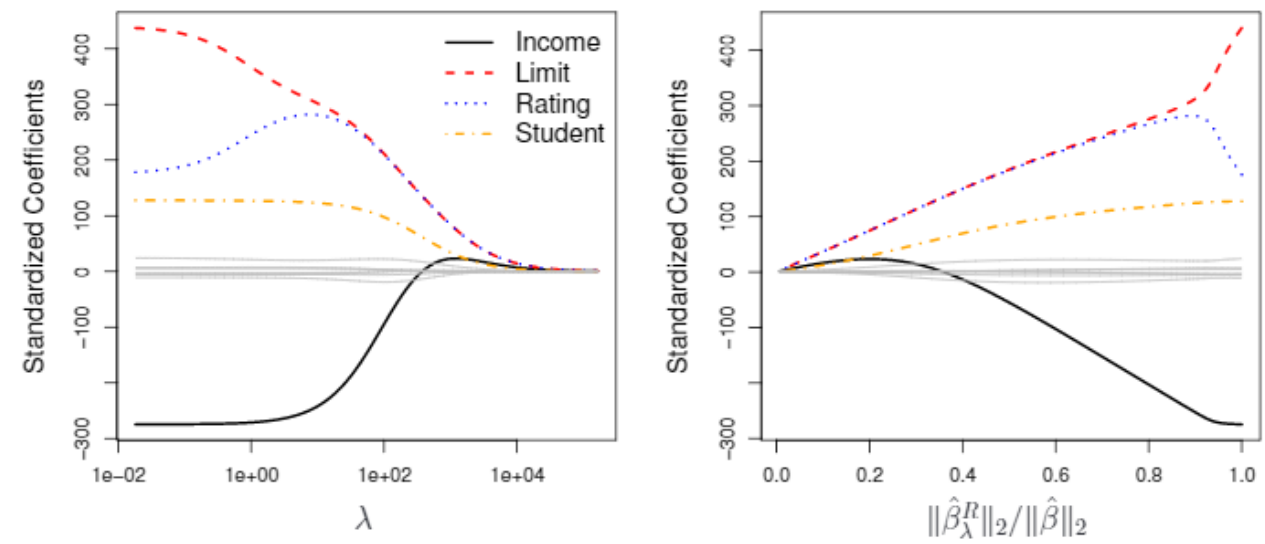 Standardized Coefficients
400
300
200
100
0
-100
-300
1e-02 1e+00 1e+02 1e+04
λ
Income
Limit
Rating
Student
Standardized Coefficients
400
300
200
100
0
-100
-300
0.0 0.2 0.4 0.6 0.8 1.0
‖β̂^R_λ‖₂/‖β̂‖₂